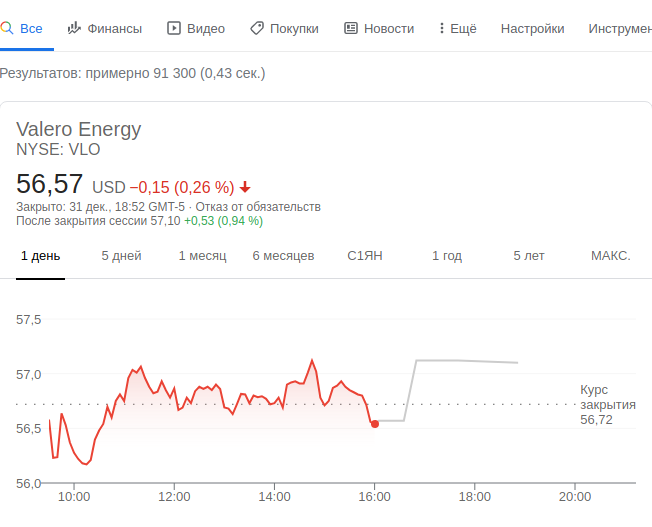 Все Финансы Видео Покупки Новости Ещё Настройки Инструмен
Результатов: примерно 91 300 (0,43 сек.)
Valero Energy
NYSE: VLO
56,57 USD −0,15 (0,26 %)
Закрыто: 31 дек., 18:52 GMT-5 · Отказ от обязательств
После закрытия сессии 57,10 +0,53 (0,94 %)
1 день 5 дней 1 месяц 6 месяцев С1ЯН 1 год 5 лет МАКС.
57,5
57,0
Курс
закрытия
56,72
56,5
56,0
10:00 12:00 14:00 16:00 18:00 20:00